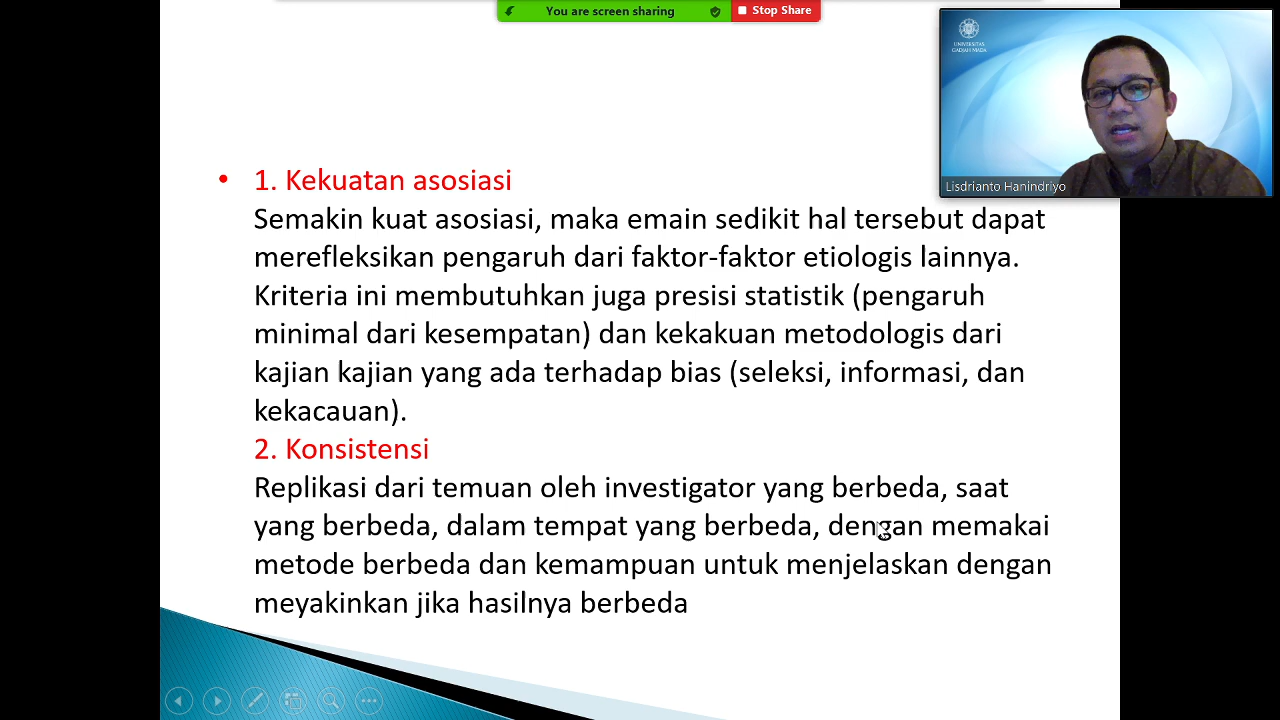 You are screen sharing
Stop Share
UNIVERSITAS
GADJAH MADA
Lisdrianto Hanindriyo
• 1. Kekuatan asosiasi
Semakin kuat asosiasi, maka emain sedikit hal tersebut dapat
merefleksikan pengaruh dari faktor-faktor etiologis lainnya.
Kriteria ini membutuhkan juga presisi statistik (pengaruh
minimal dari kesempatan) dan kekakuan metodologis dari
kajian kajian yang ada terhadap bias (seleksi, informasi, dan
kekacauan).
2. Konsistensi
Replikasi dari temuan oleh investigator yang berbeda, saat
yang berbeda, dalam tempat yang berbeda, dengan memakai
metode berbeda dan kemampuan untuk menjelaskan dengan
meyakinkan jika hasilnya berbeda